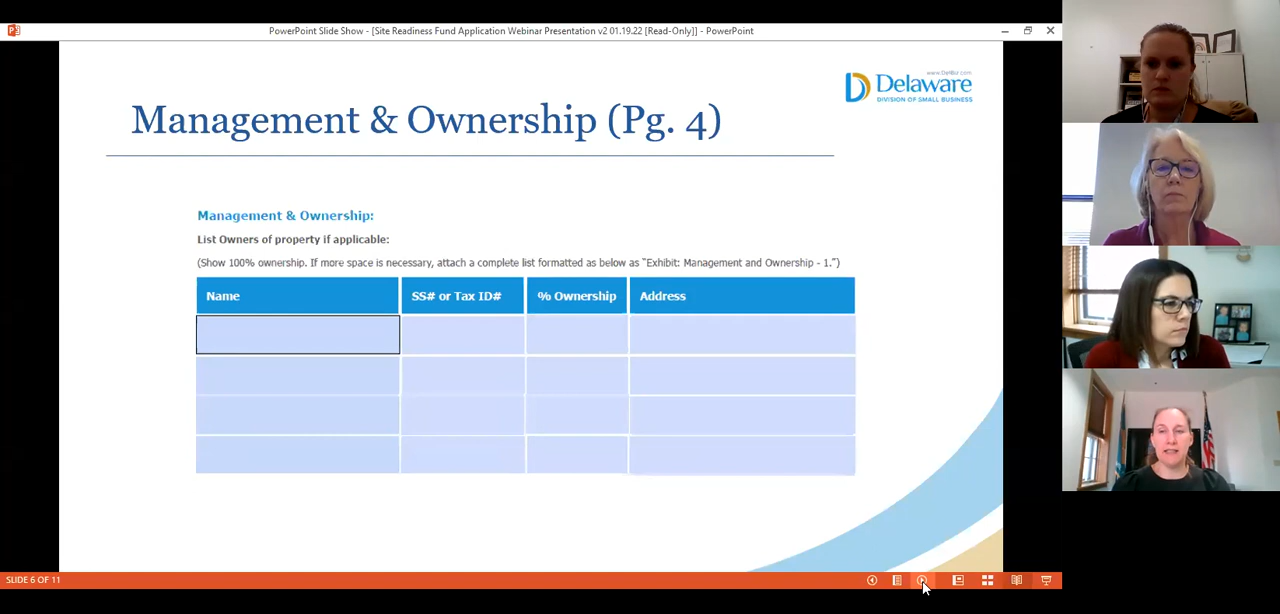 PowerPoint Slide Show - [Site Readiness Fund Application Webinar Presentation v2 01.19.22 [Read-Only]] - PowerPoint
www.DelBiz.com
Delaware
DIVISION OF SMALL BUSINESS
Management & Ownership (Pg. 4)
Management & Ownership:
List Owners of property if applicable:
(Show 100% ownership. If more space is necessary, attach a complete list formatted as below as "Exhibit: Management and Ownership - 1.")
Name SS# or Tax ID# % Ownership Address
SLIDE 6 OF 11